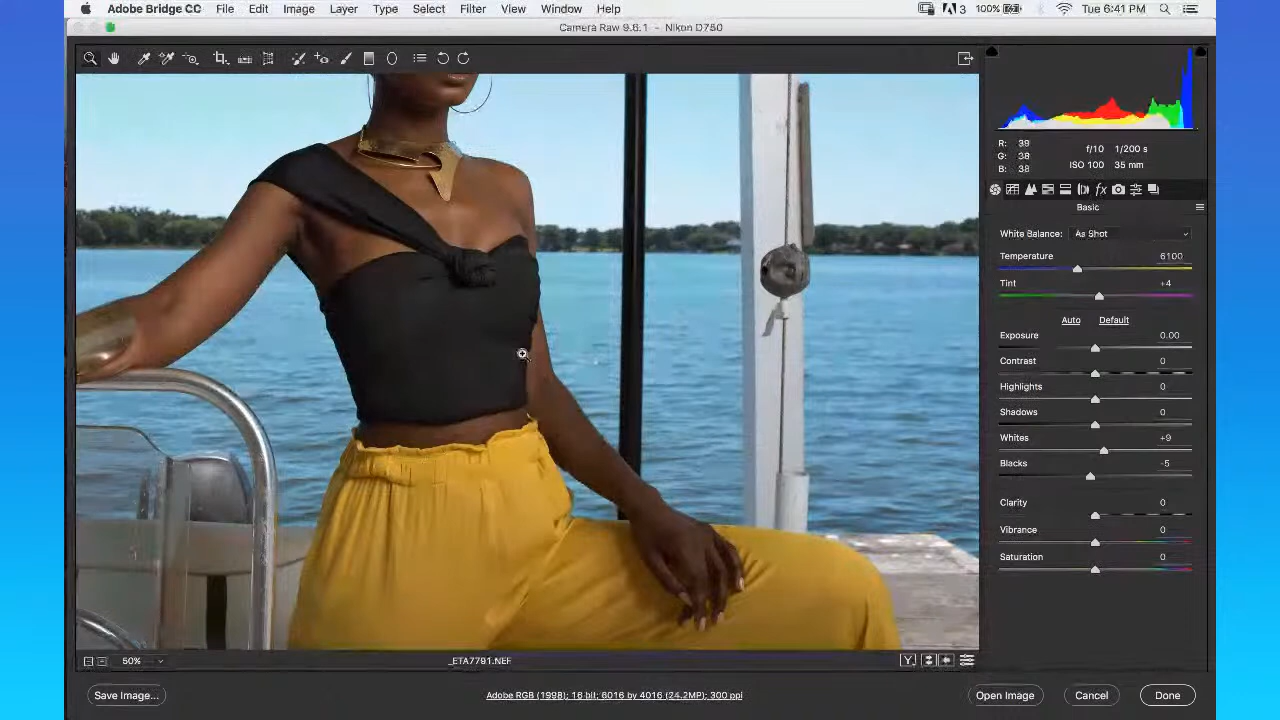 Adobe Bridge CC File Edit Image Layer Type Select Filter View Window Help 3 100% Tue 6:41 PM
Camera Raw 9.6.1 - Nikon D750
R: 39
G: 38
B: 38
f/10 1/200 s
ISO 100 35 mm
fx
Basic
White Balance: As Shot
Temperature 6100
Tint +4
Auto Default
Exposure 0.00
Contrast 0
Highlights 0
Shadows 0
Whites +9
Blacks -5
Clarity 0
Vibrance 0
Saturation 0
50% _ETA7791.NEF Y
Save Image... Adobe RGB (1998); 16 bit; 6016 by 4016 (24.2MP); 300 ppi Open Image Cancel Done